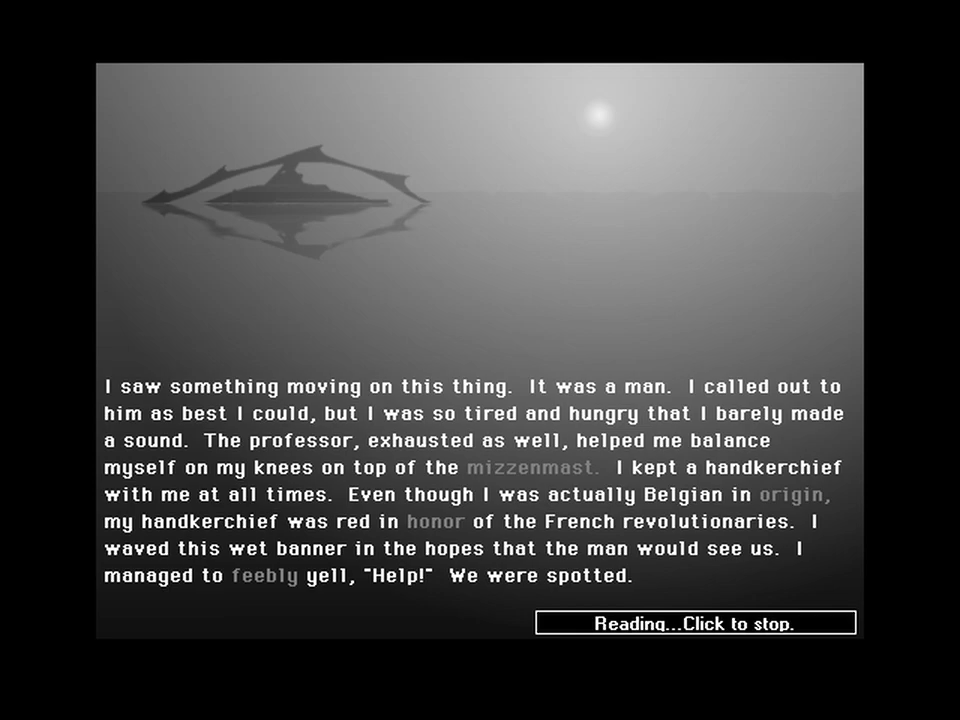 I saw something moving on this thing.  It was a man.  I called out to
him as best I could, but I was so tired and hungry that I barely made
a sound.  The professor, exhausted as well, helped me balance
myself on my knees on top of the mizzenmast.  I kept a handkerchief
with me at all times.  Even though I was actually Belgian in origin,
my handkerchief was red in honor of the French revolutionaries.  I
waved this wet banner in the hopes that the man would see us.  I
managed to feebly yell, "Help!"  We were spotted.
Reading...Click to stop.